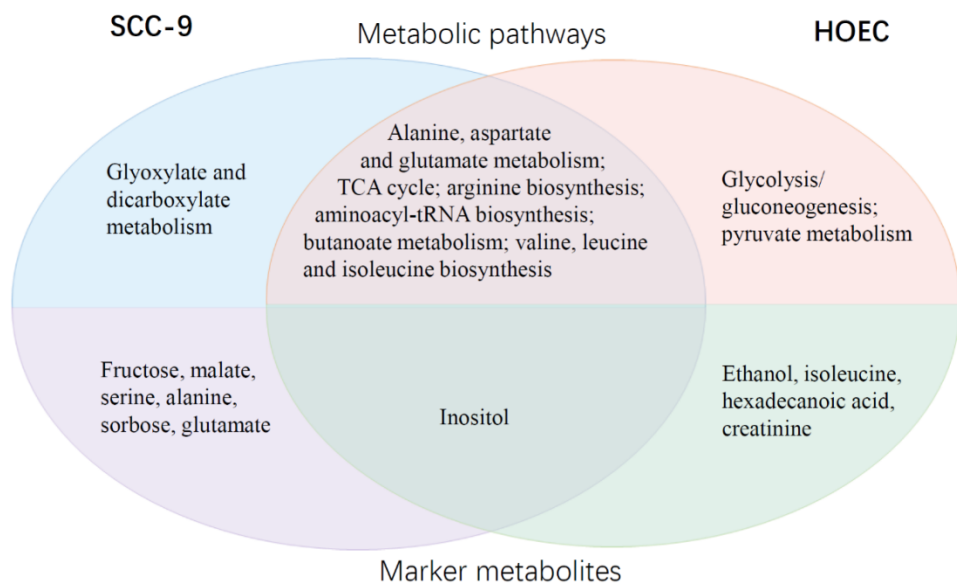 SCC-9
Metabolic pathways
HOEC
Glyoxylate and
dicarboxylate
metabolism
Alanine, aspartate
and glutamate metabolism;
TCA cycle; arginine biosynthesis;
aminoacyl-tRNA biosynthesis;
butanoate metabolism; valine, leucine
and isoleucine biosynthesis
Glycolysis/
gluconeogenesis;
pyruvate metabolism
Fructose, malate,
serine, alanine,
sorbose, glutamate
Inositol
Ethanol, isoleucine,
hexadecanoic acid,
creatinine
Marker metabolites